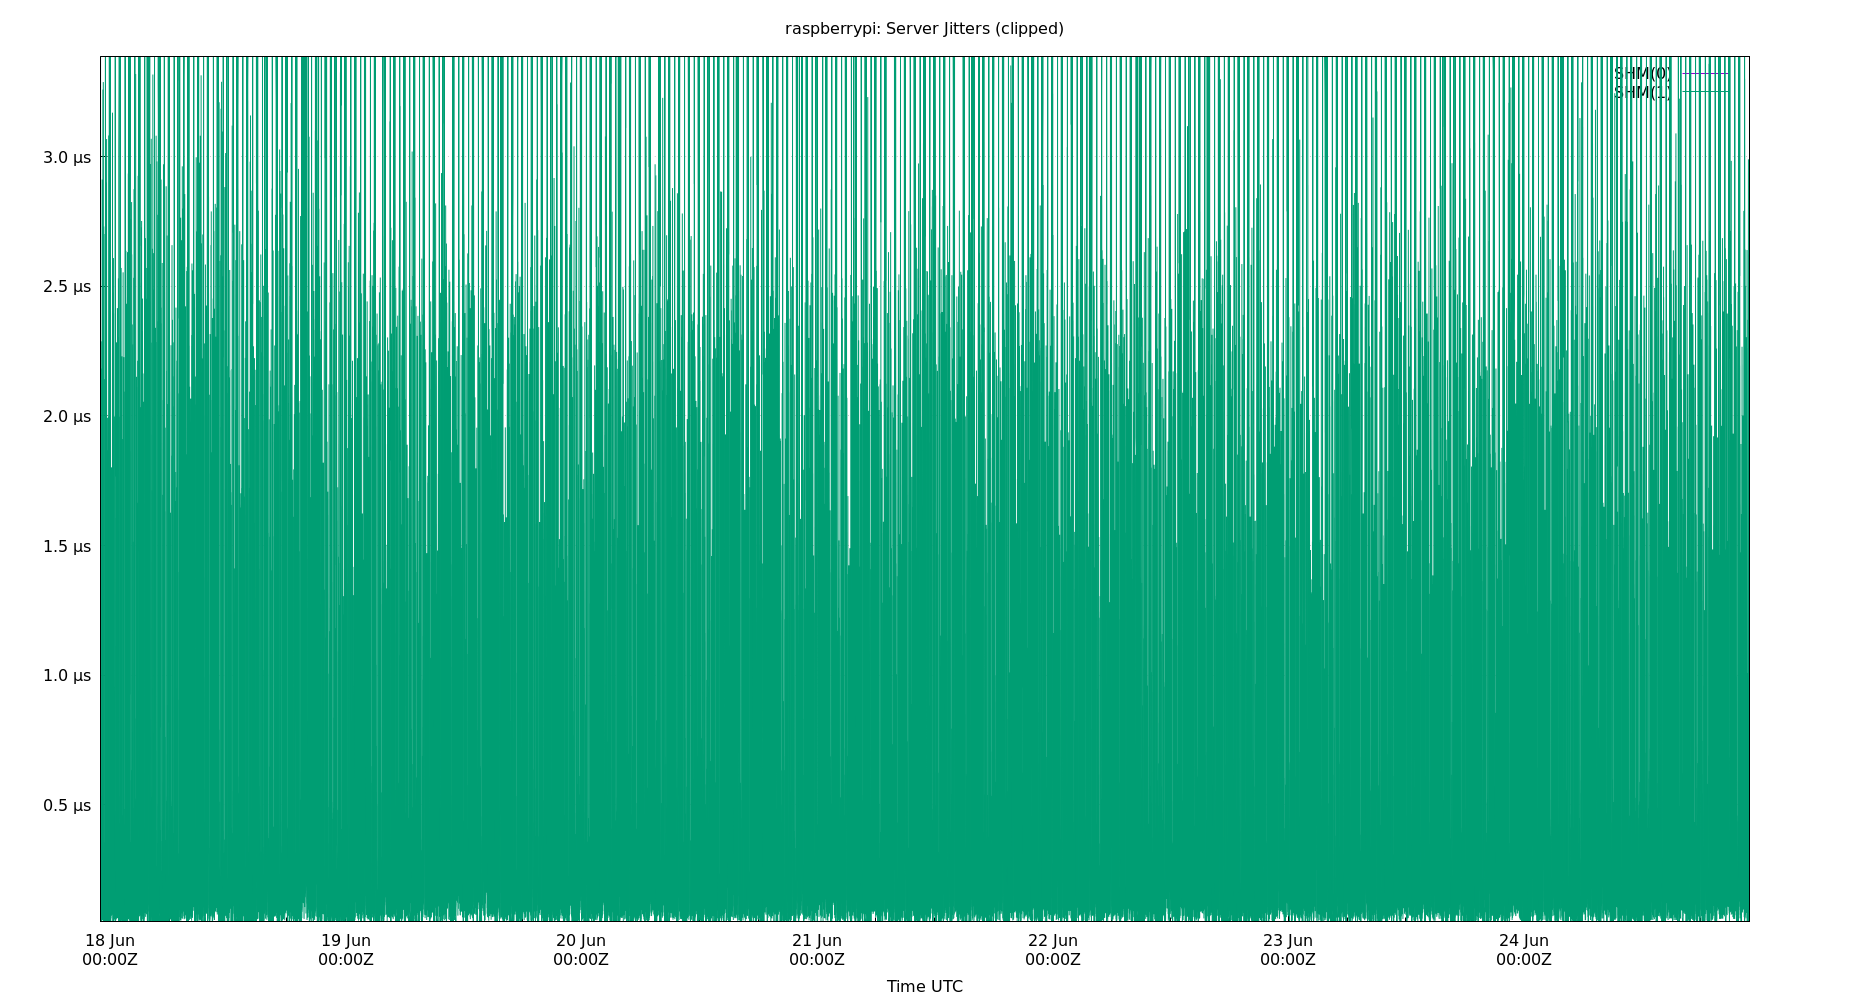 raspberrypi: Server Jitters (clipped)
SHM(0)
SHM(1)
3.0 µs
2.5 µs
2.0 µs
1.5 µs
1.0 µs
0.5 µs
18 Jun 19 Jun 20 Jun 21 Jun 22 Jun 23 Jun 24 Jun
00:00Z 00:00Z 00:00Z 00:00Z 00:00Z 00:00Z 00:00Z
Time UTC